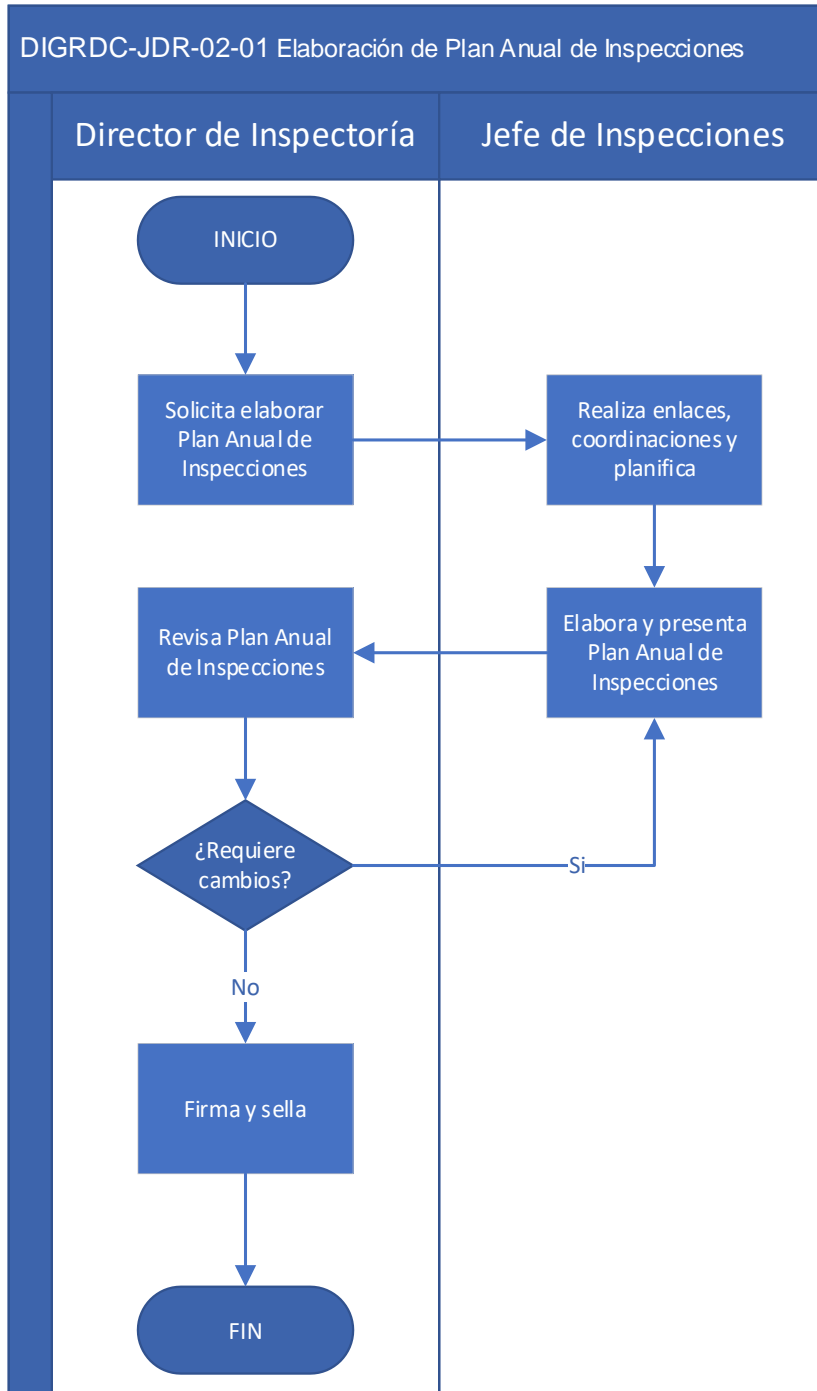 DIGRDC-JDR-02-01 Elaboración de Plan Anual de Inspecciones
Director de Inspectoría
Jefe de Inspecciones
INICIO
Solicita elaborar
Plan Anual de
Inspecciones
Realiza enlaces,
coordinaciones y
planifica
Elabora y presenta
Plan Anual de
Inspecciones
Revisa Plan Anual
de Inspecciones
¿Requiere
cambios?
Si
No
Firma y sella
FIN